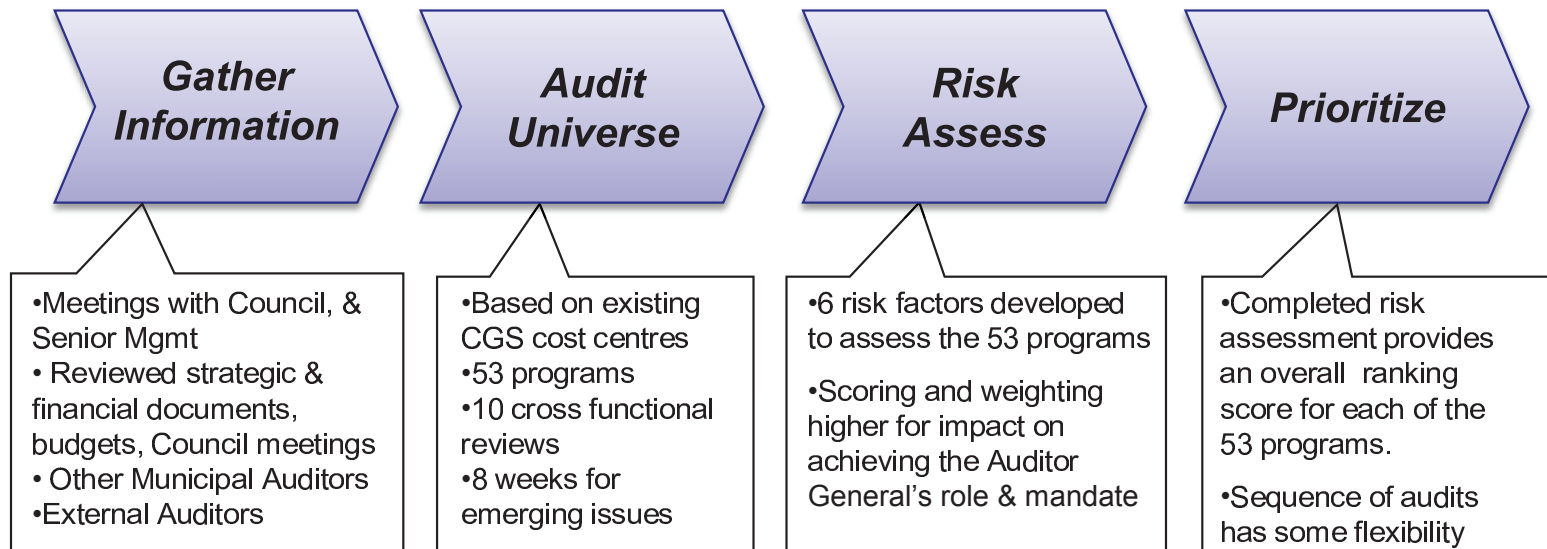 Gather
Information
•Meetings with Council, &
Senior Mgmt
• Reviewed strategic &
financial documents,
budgets, Council meetings
• Other Municipal Auditors
•External Auditors
Audit
Universe
•Based on existing
CGS cost centres
•53 programs
•10 cross functional
reviews
•8 weeks for
emerging issues
Risk
Assess
•6 risk factors developed
to assess the 53 programs
•Scoring and weighting
higher for impact on
achieving the Auditor
General’s role & mandate
Prioritize
•Completed risk
assessment provides
an overall ranking
score for each of the
53 programs.
•Sequence of audits
has some flexibility